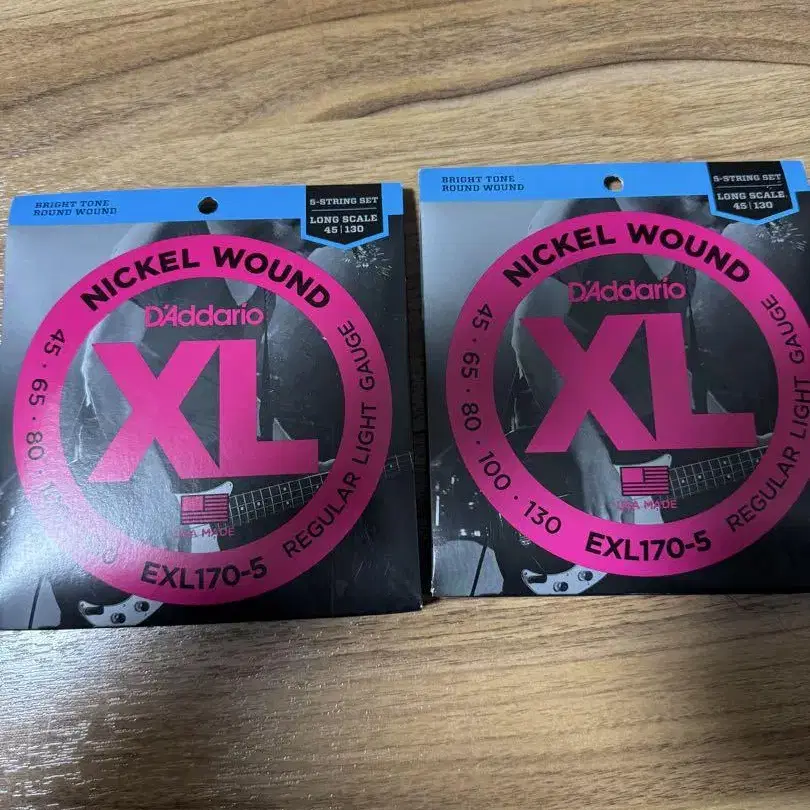 BRIGHT TONE
ROUND WOUND
5-STRING SET
LONG SCALE
45 | 130
NICKEL WOUND
D'Addario
XL
45 • 65 • 80 •
USA MADE
EXL170-5
REGULAR LIGHT GAUGE
BRIGHT TONE
ROUND WOUND
5-STRING SET
LONG SCALE
45 | 130
NICKEL WOUND
D'Addario
XL
45 • 65 • 80 • 100 • 130
USA MADE
EXL170-5
REGULAR LIGHT GAUGE